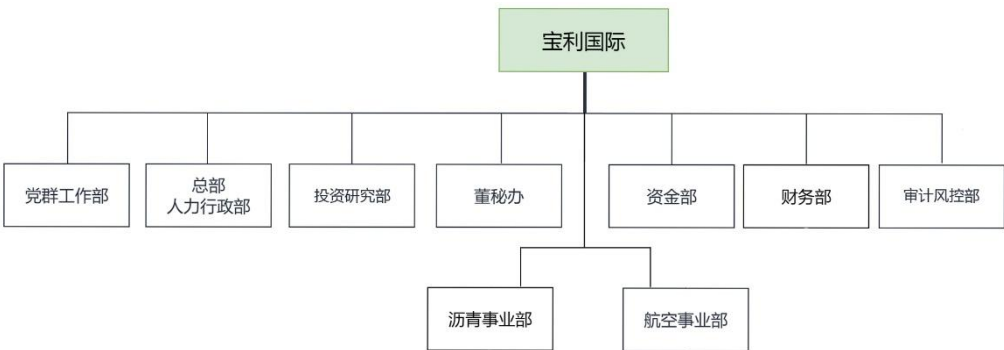 宝利国际
党群工作部
总部
人力行政部
投资研究部
董秘办
资金部
财务部
审计风控部
沥青事业部
航空事业部